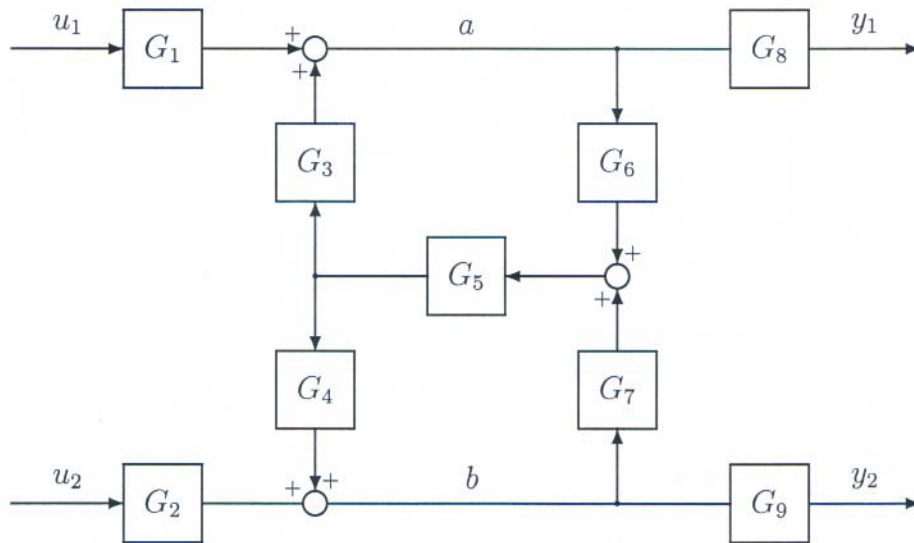 u₁ G₁ + + a G₈ y₁
G₃ G₆
G₅ + +
G₄ G₇
u₂ G₂ + + b G₉ y₂